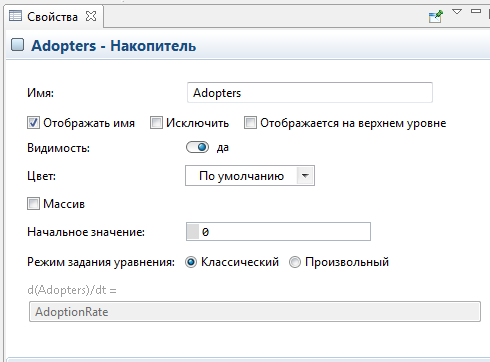 Свойства
Adopters - Накопитель
Имя: Adopters
Отображать имя Исключить Отображается на верхнем уровне
Видимость: да
Цвет: По умолчанию
Массив
Начальное значение: 0
Режим задания уравнения: Классический Произвольный
d(Adopters)/dt =
AdoptionRate